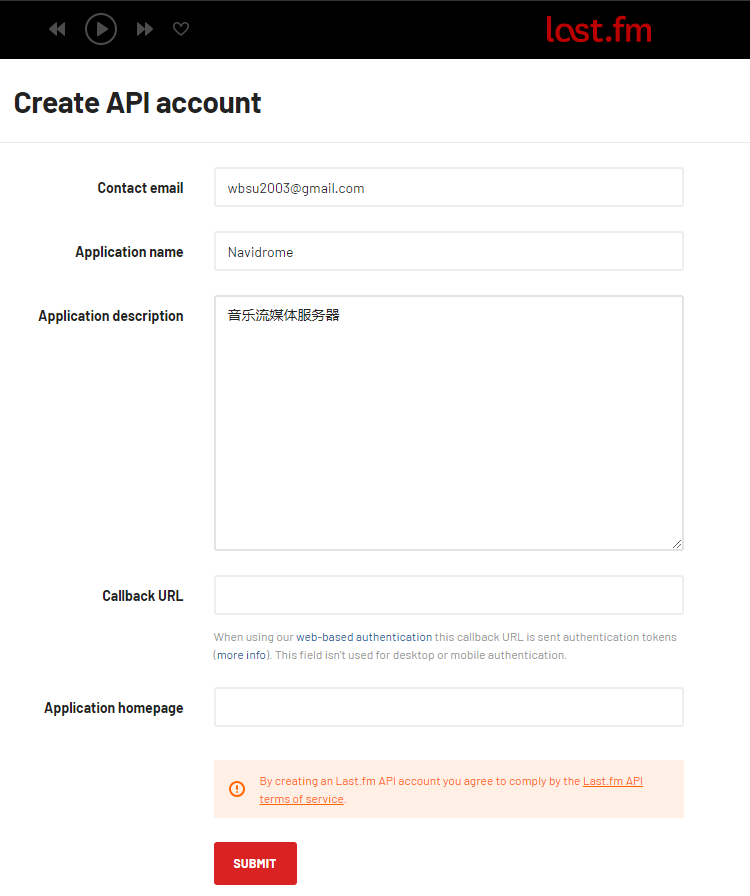 last.fm
Create API account
Contact email
wbsu2003@gmail.com
Application name
Navidrome
Application description
音乐流媒体服务器
Callback URL
When using our web-based authentication this callback URL is sent authentication tokens
(more info). This field isn't used for desktop or mobile authentication.
Application homepage
By creating an Last.fm API account you agree to comply by the Last.fm API
terms of service.
SUBMIT